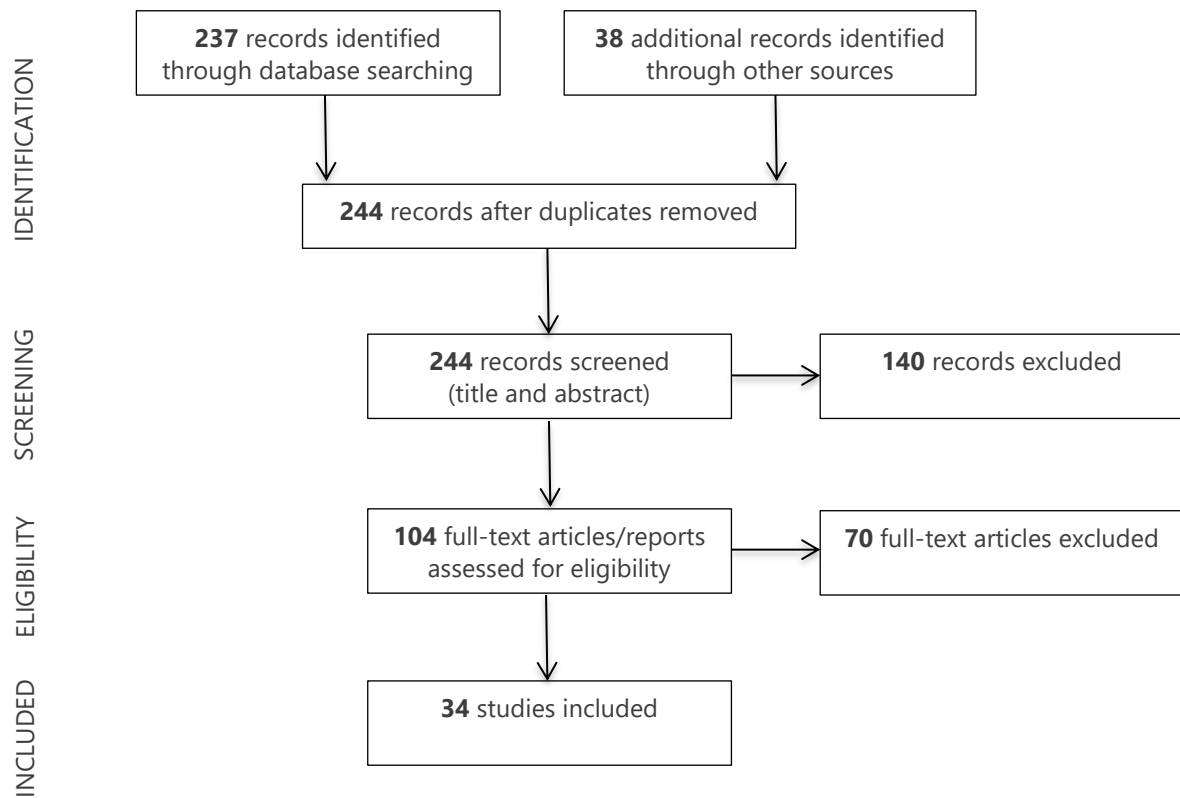 IDENTIFICATION
237 records identified
through database searching
38 additional records identified
through other sources
244 records after duplicates removed
SCREENING
244 records screened
(title and abstract)
140 records excluded
ELIGIBILITY
104 full-text articles/reports
assessed for eligibility
70 full-text articles excluded
INCLUDED
34 studies included